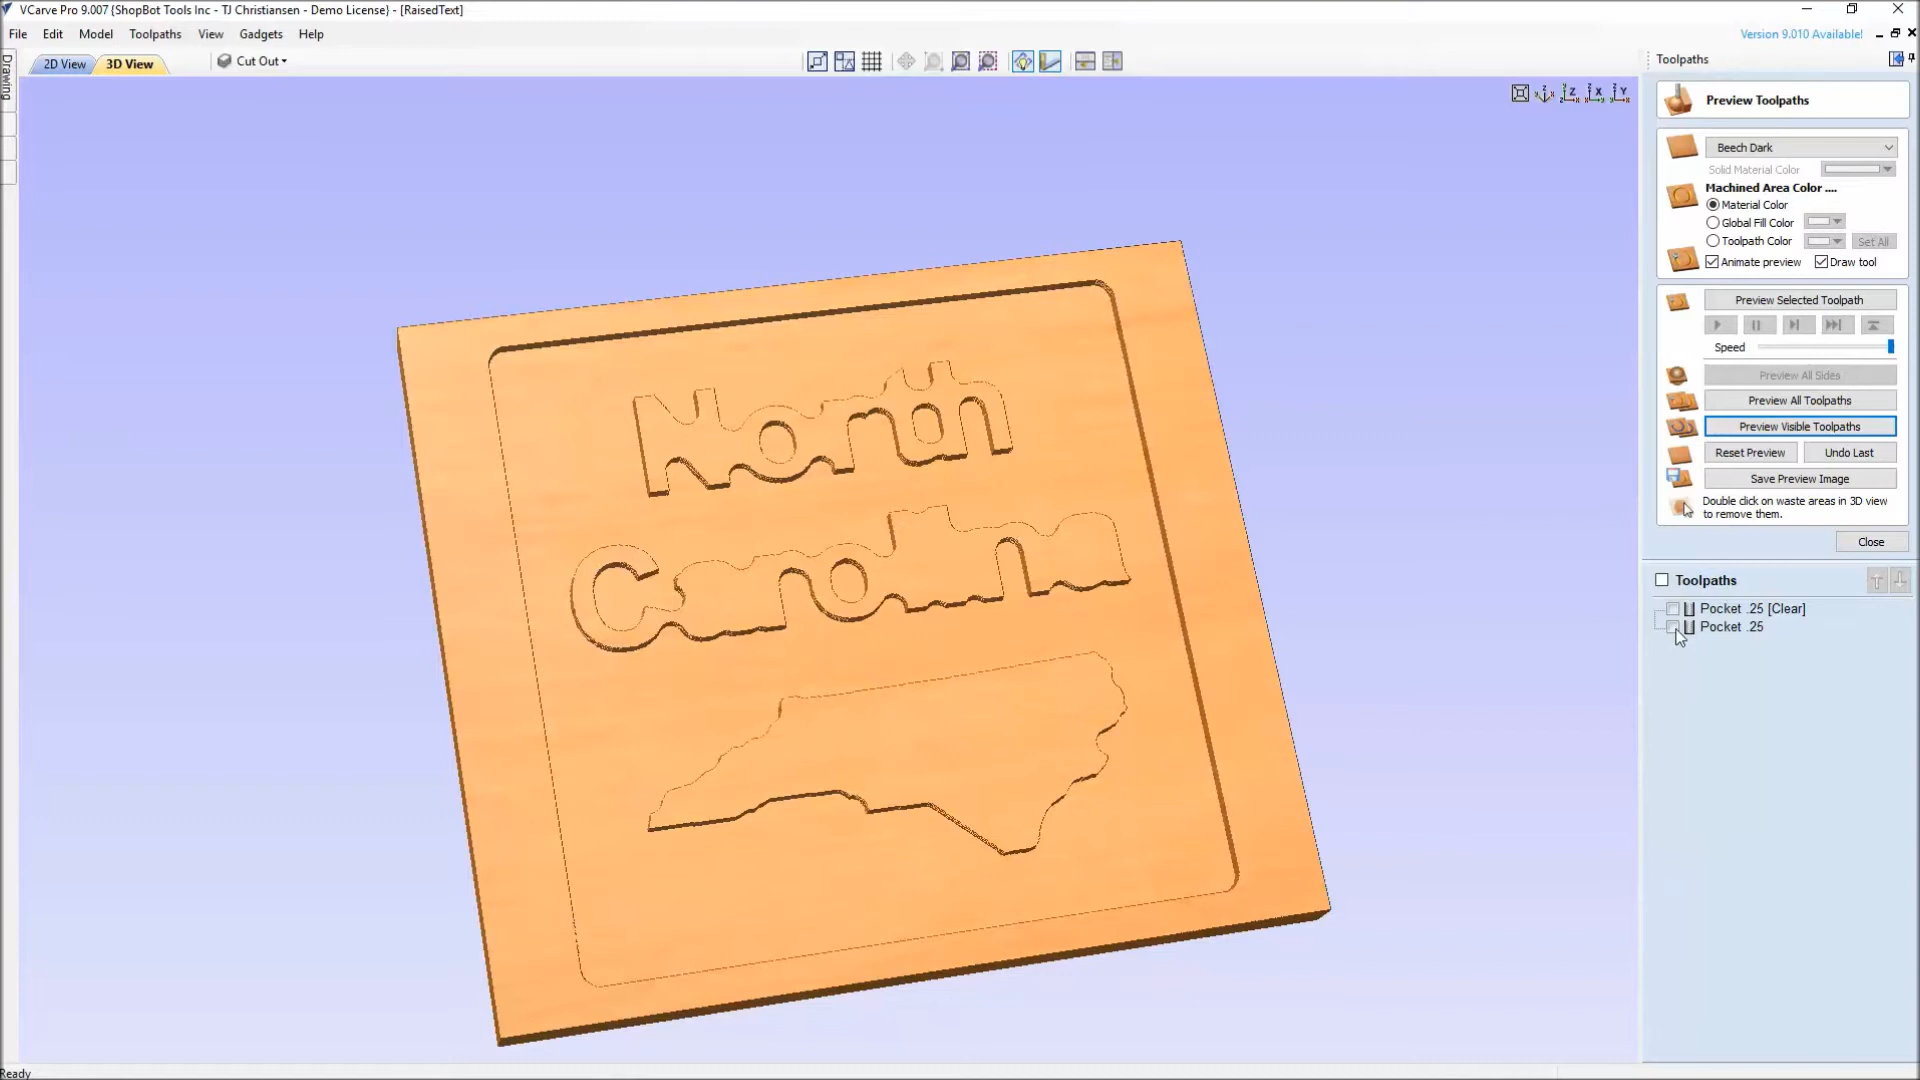 VCarve Pro 9.007 {ShopBot Tools Inc - TJ Christiansen - Demo License} - [RaisedText]
File Edit Model Toolpaths View Gadgets Help
Version 9.010 Available!
Drawing
2D View 3D View Cut Out
Toolpaths
Z X Y
Preview Toolpaths
Beech Dark
Solid Material Color
Machined Area Color ....
Material Color
Global Fill Color
Toolpath Color Set All
Animate preview Draw tool
Preview Selected Toolpath
Speed
Preview All Sides
Preview All Toolpaths
Preview Visible Toolpaths
Reset Preview Undo Last
Save Preview Image
Double click on waste areas in 3D view
to remove them.
Close
Toolpaths
Pocket .25 [Clear]
Pocket .25
North
Ready